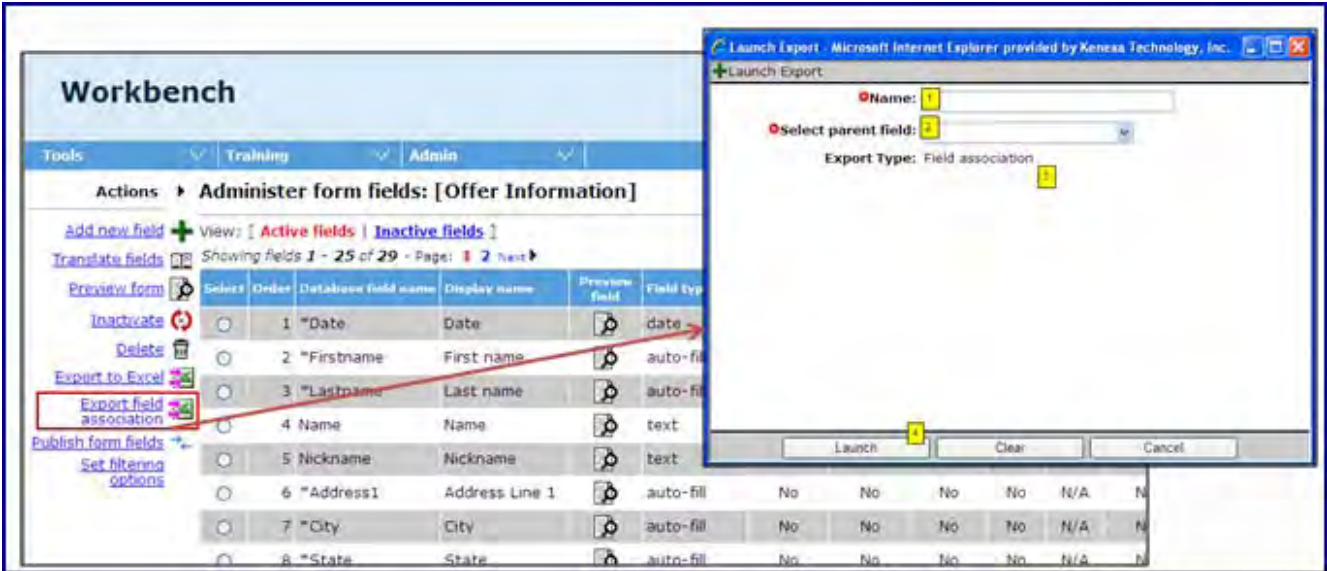 Workbench
Tools Training Admin
Actions Administer form fields: [Offer Information]
Add new field View: [ Active fields | Inactive fields ]
Translate fields Showing fields 1 - 25 of 29 - Page: 1 2 Next
Preview form
Inactivate
Delete
Export to Excel
Export field association
Publish form fields
Set filtering options
Select Order Database field name Display name Preview field Field typ
1 *Date Date date
2 *Firstname First name auto-fill
3 *Lastname Last name auto-fill
4 Name Name text
5 Nickname Nickname text
6 *Address1 Address Line 1 auto-fill No No No No N/A N
7 *City City auto-fill No No No No N/A N
8 *State State auto-fill No No No No N/A N
Launch Export - Microsoft Internet Explorer provided by Kenexa Technology, Inc.
Launch Export
Name: 1
Select parent field: 2
Export Type: Field association
3
4
Launch Clear Cancel